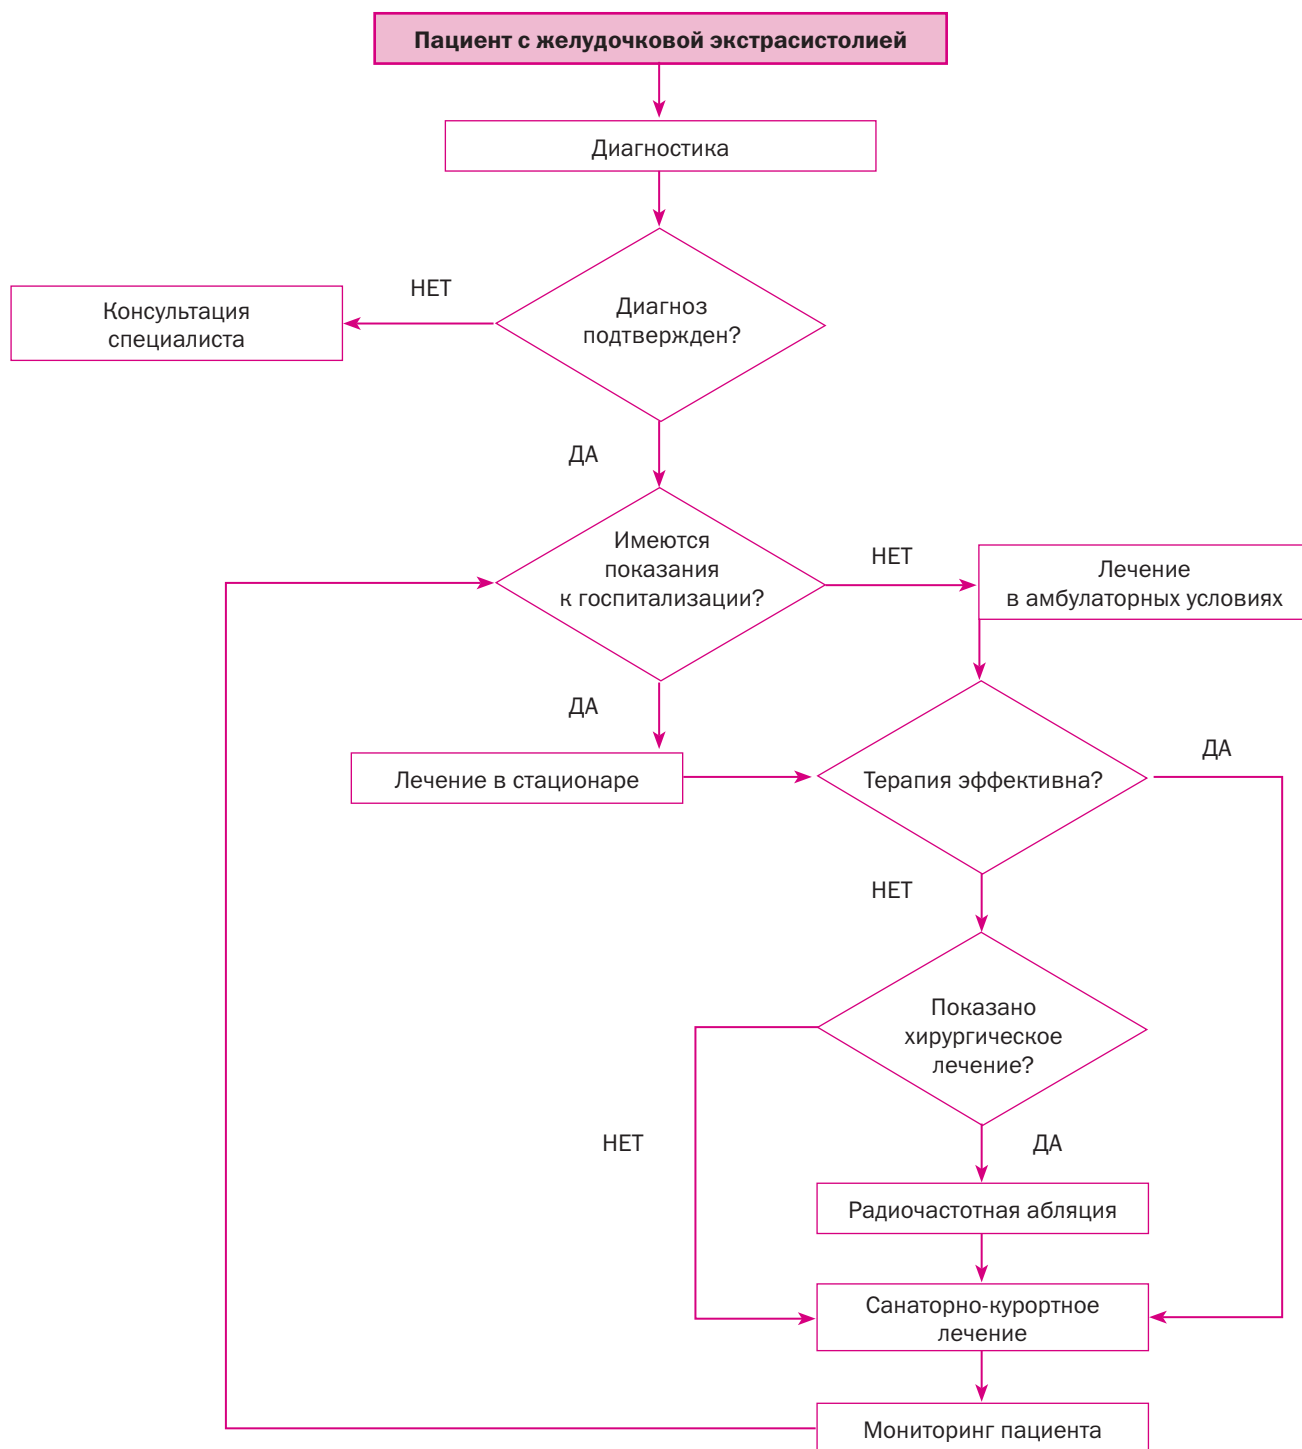 Пациент с желудочковой экстрасистолией
Диагностика
НЕТ
Консультация
специалиста
Диагноз
подтвержден?
ДА
Имеются
показания
к госпитализации?
НЕТ
Лечение
в амбулаторных условиях
ДА
Лечение в стационаре
Терапия эффективна?
ДА
НЕТ
Показано
хирургическое
лечение?
НЕТ
ДА
Радиочастотная абляция
Санаторно-курортное
лечение
Мониторинг пациента